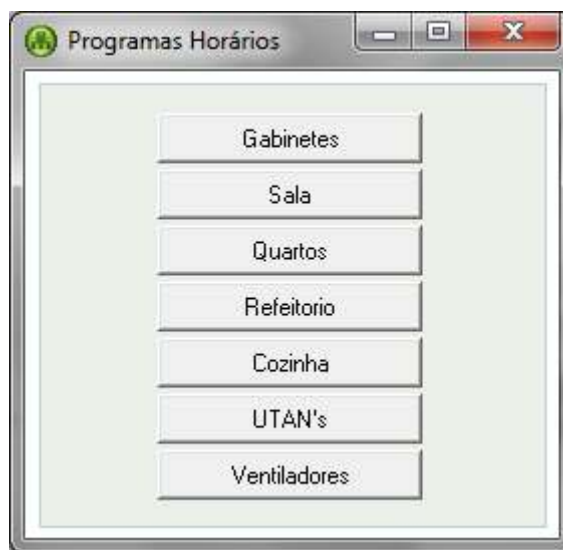 Programas Horários
Gabinetes
Sala
Quartos
Refeitorio
Cozinha
UTAN's
Ventiladores